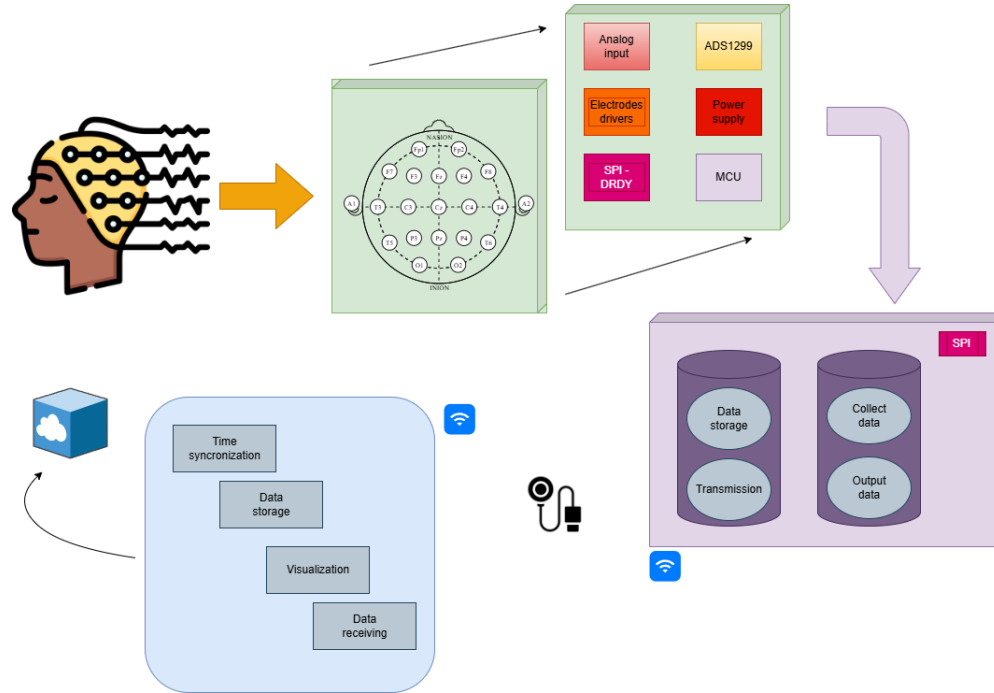 Analog
input
ADS1299
Electrodes
drivers
Power
supply
SPI -
DRDY
MCU
NASION
Fp1 Fp2
F7 F3 Fz F4 F8
A1 T3 C3 Cz C4 T4 A2
T5 P3 Pz P4 T6
O1 O2
INION
SPI
Data
storage
Transmission
Collect
data
Output
data
Time
syncronization
Data
storage
Visualization
Data
receiving